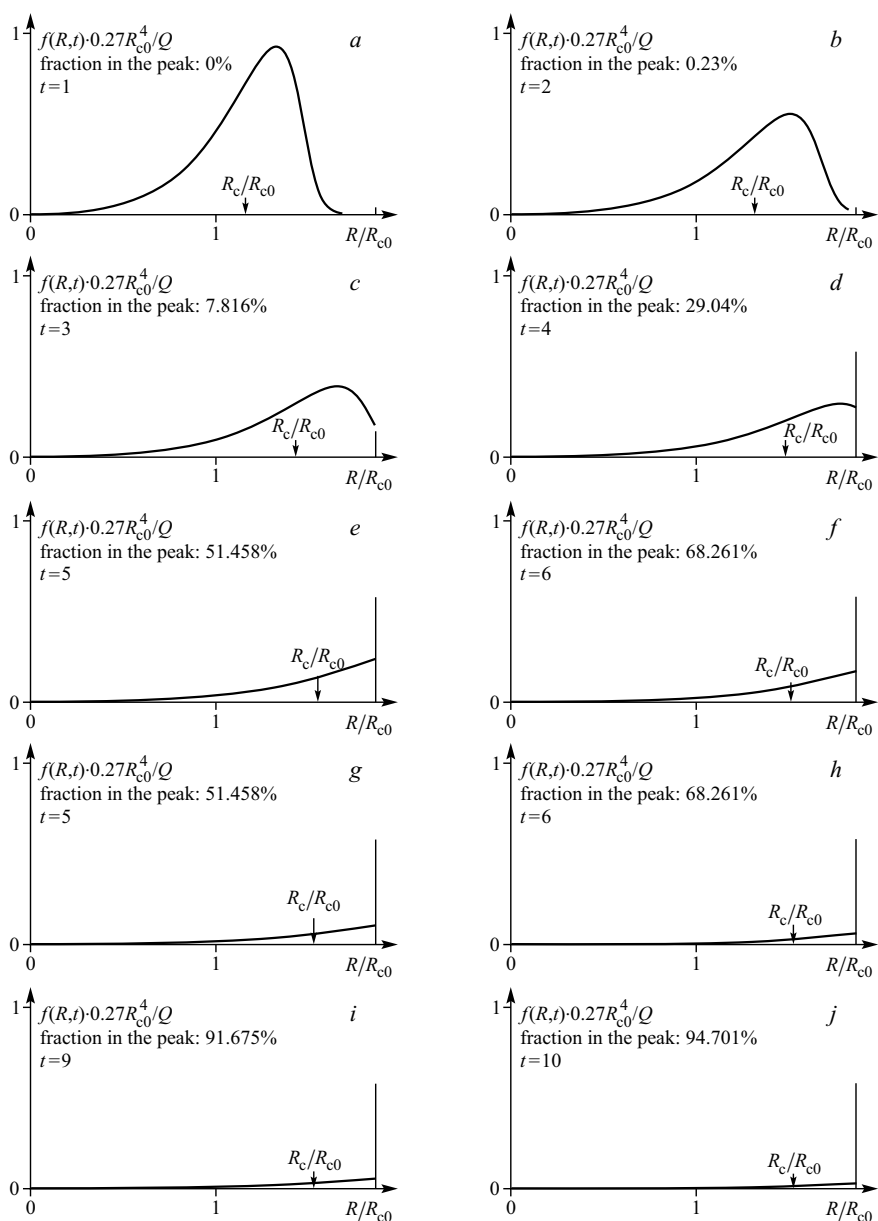 1
f(R,t)·0.27R_c0^4/Q
a
fraction in the peak: 0%
t=1
R_c/R_c0
0
0
1
R/R_c0
1
f(R,t)·0.27R_c0^4/Q
b
fraction in the peak: 0.23%
t=2
R_c/R_c0
0
0
1
R/R_c0
1
f(R,t)·0.27R_c0^4/Q
c
fraction in the peak: 7.816%
t=3
R_c/R_c0
0
0
1
R/R_c0
1
f(R,t)·0.27R_c0^4/Q
d
fraction in the peak: 29.04%
t=4
R_c/R_c0
0
0
1
R/R_c0
1
f(R,t)·0.27R_c0^4/Q
e
fraction in the peak: 51.458%
t=5
R_c/R_c0
0
0
1
R/R_c0
1
f(R,t)·0.27R_c0^4/Q
f
fraction in the peak: 68.261%
t=6
R_c/R_c0
0
0
1
R/R_c0
1
f(R,t)·0.27R_c0^4/Q
g
fraction in the peak: 51.458%
t=5
R_c/R_c0
0
0
1
R/R_c0
1
f(R,t)·0.27R_c0^4/Q
h
fraction in the peak: 68.261%
t=6
R_c/R_c0
0
0
1
R/R_c0
1
f(R,t)·0.27R_c0^4/Q
i
fraction in the peak: 91.675%
t=9
R_c/R_c0
0
0
1
R/R_c0
1
f(R,t)·0.27R_c0^4/Q
j
fraction in the peak: 94.701%
t=10
R_c/R_c0
0
0
1
R/R_c0